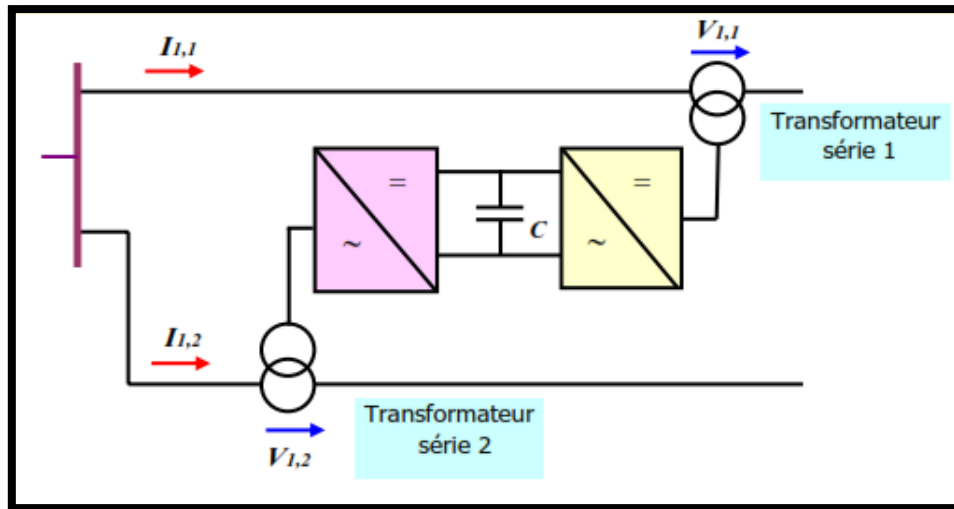 I1,1
V1,1
Transformateur
série 1
=
~
C
=
~
I1,2
V1,2
Transformateur
série 2